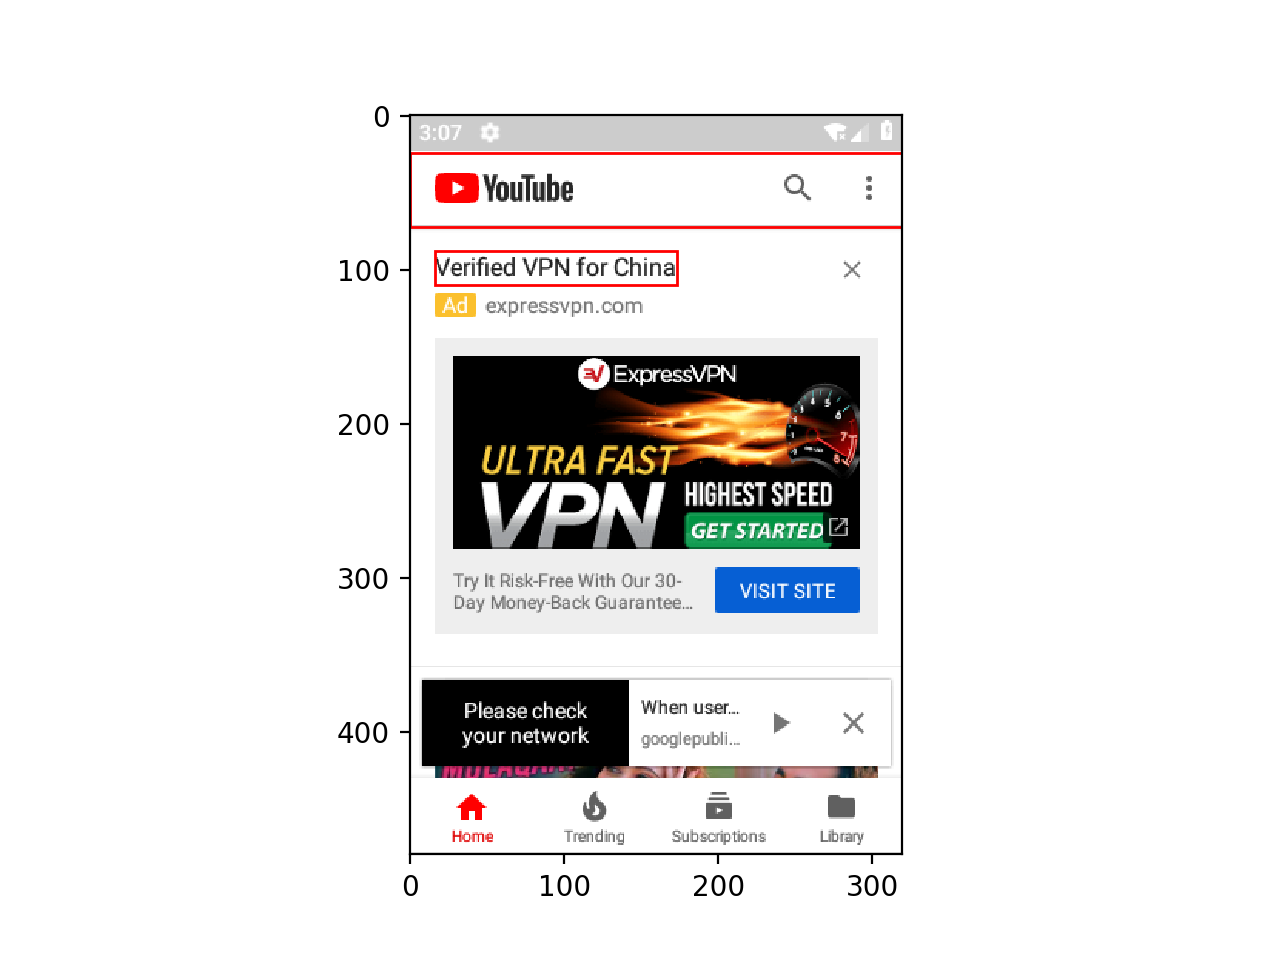 0
3:07
YouTube
100
Verified VPN for China
Ad expressvpn.com
ExpressVPN
200
ULTRA FAST
VPN
HIGHEST SPEED
GET STARTED
300
Try It Risk-Free With Our 30-
Day Money-Back Guarantee...
VISIT SITE
400
Please check
your network
When user...
googlepubli...
Home
Trending
Subscriptions
Library
0
100
200
300